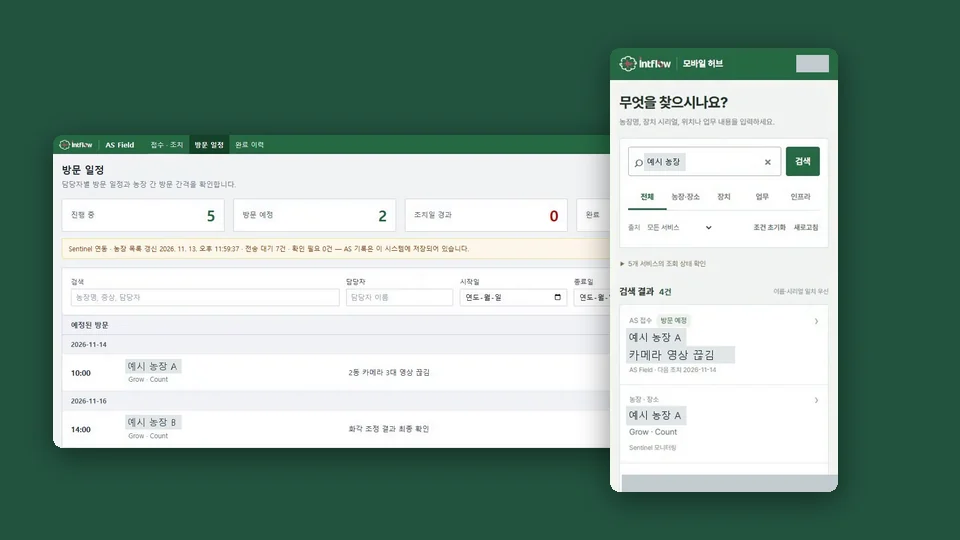 intflow AS Field 접수 · 조치 방문 일정 완료 이력
방문 일정
담당자별 방문 일정과 농장 간 방문 간격을 확인합니다.
진행 중 5 방문 예정 2 조치일 경과 0 완료
Sentinel 연동 · 농장 목록 갱신 2026. 11. 13. 오후 11:59:37 · 전송 대기 7건 · 확인 필요 0건 — AS 기록은 이 시스템에 저장되어 있습니다.
검색 담당자 시작일 종료일
농장명, 증상, 담당자 담당자 이름 연도-월-일 연도-월-
예정된 방문
2026-11-14
10:00 예시 농장 A 2동 카메라 3대 영상 끊김
Grow · Count
2026-11-16
14:00 예시 농장 B 화각 조정 결과 최종 확인
Grow · Count
intflow 모바일 허브
무엇을 찾으시나요?
농장명, 장치 시리얼, 위치나 업무 내용을 입력하세요.
예시 농장 × 검색
전체 농장·장소 장치 업무 인프라
출처 모든 서비스 조건 초기화 새로고침
▶ 5개 서비스의 조회 상태 확인
검색 결과 4건 이름·시리얼 일치 우선
AS 접수 방문 예정
예시 농장 A
카메라 영상 끊김
AS Field · 다음 조치 2026-11-14
농장 · 장소
예시 농장 A
Grow · Count
Sentinel 모니터링